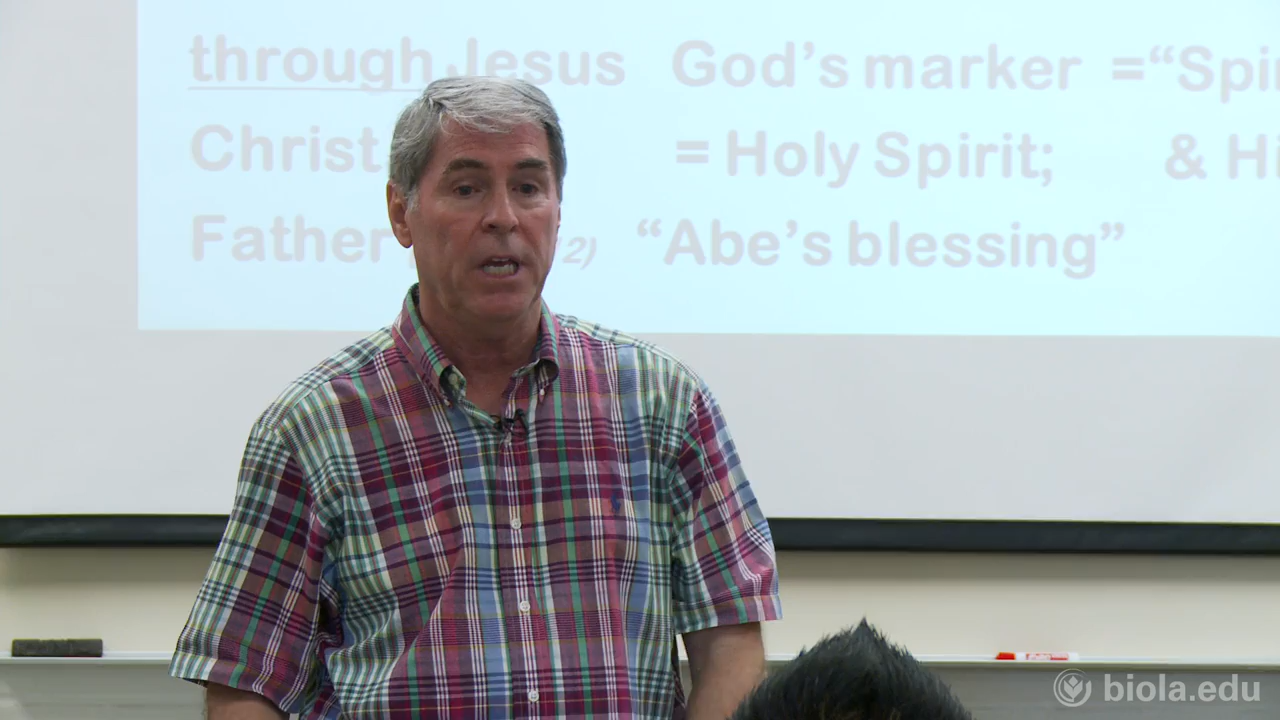 through Jesus God's marker ="Spi
Christ = Holy Spirit; & Hi
Father 2) "Abe's blessing"
biola.edu